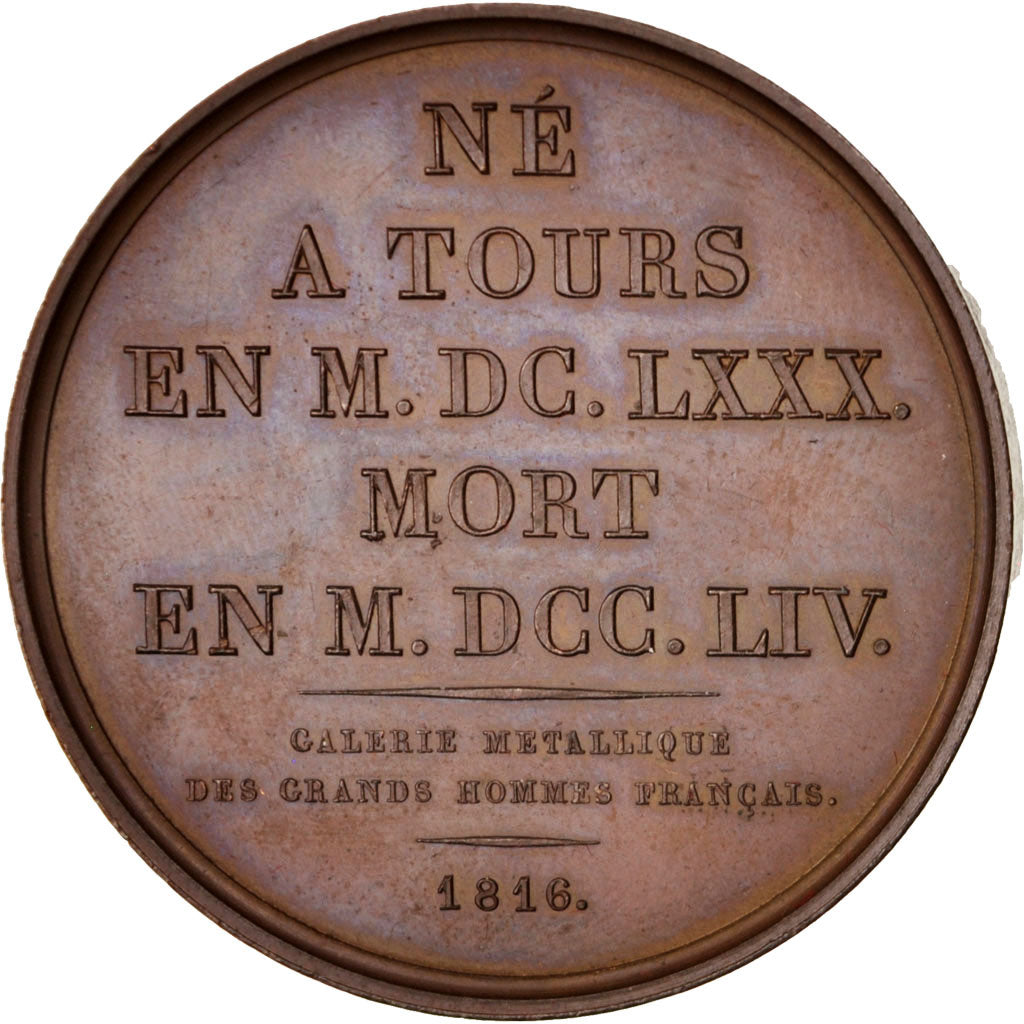 NÉ
A TOURS
EN M. DC. LXXX.
MORT
EN M. DCC. LIV.
GALERIE METALLIQUE
DES GRANDS HOMMES FRANÇAIS.
1816.